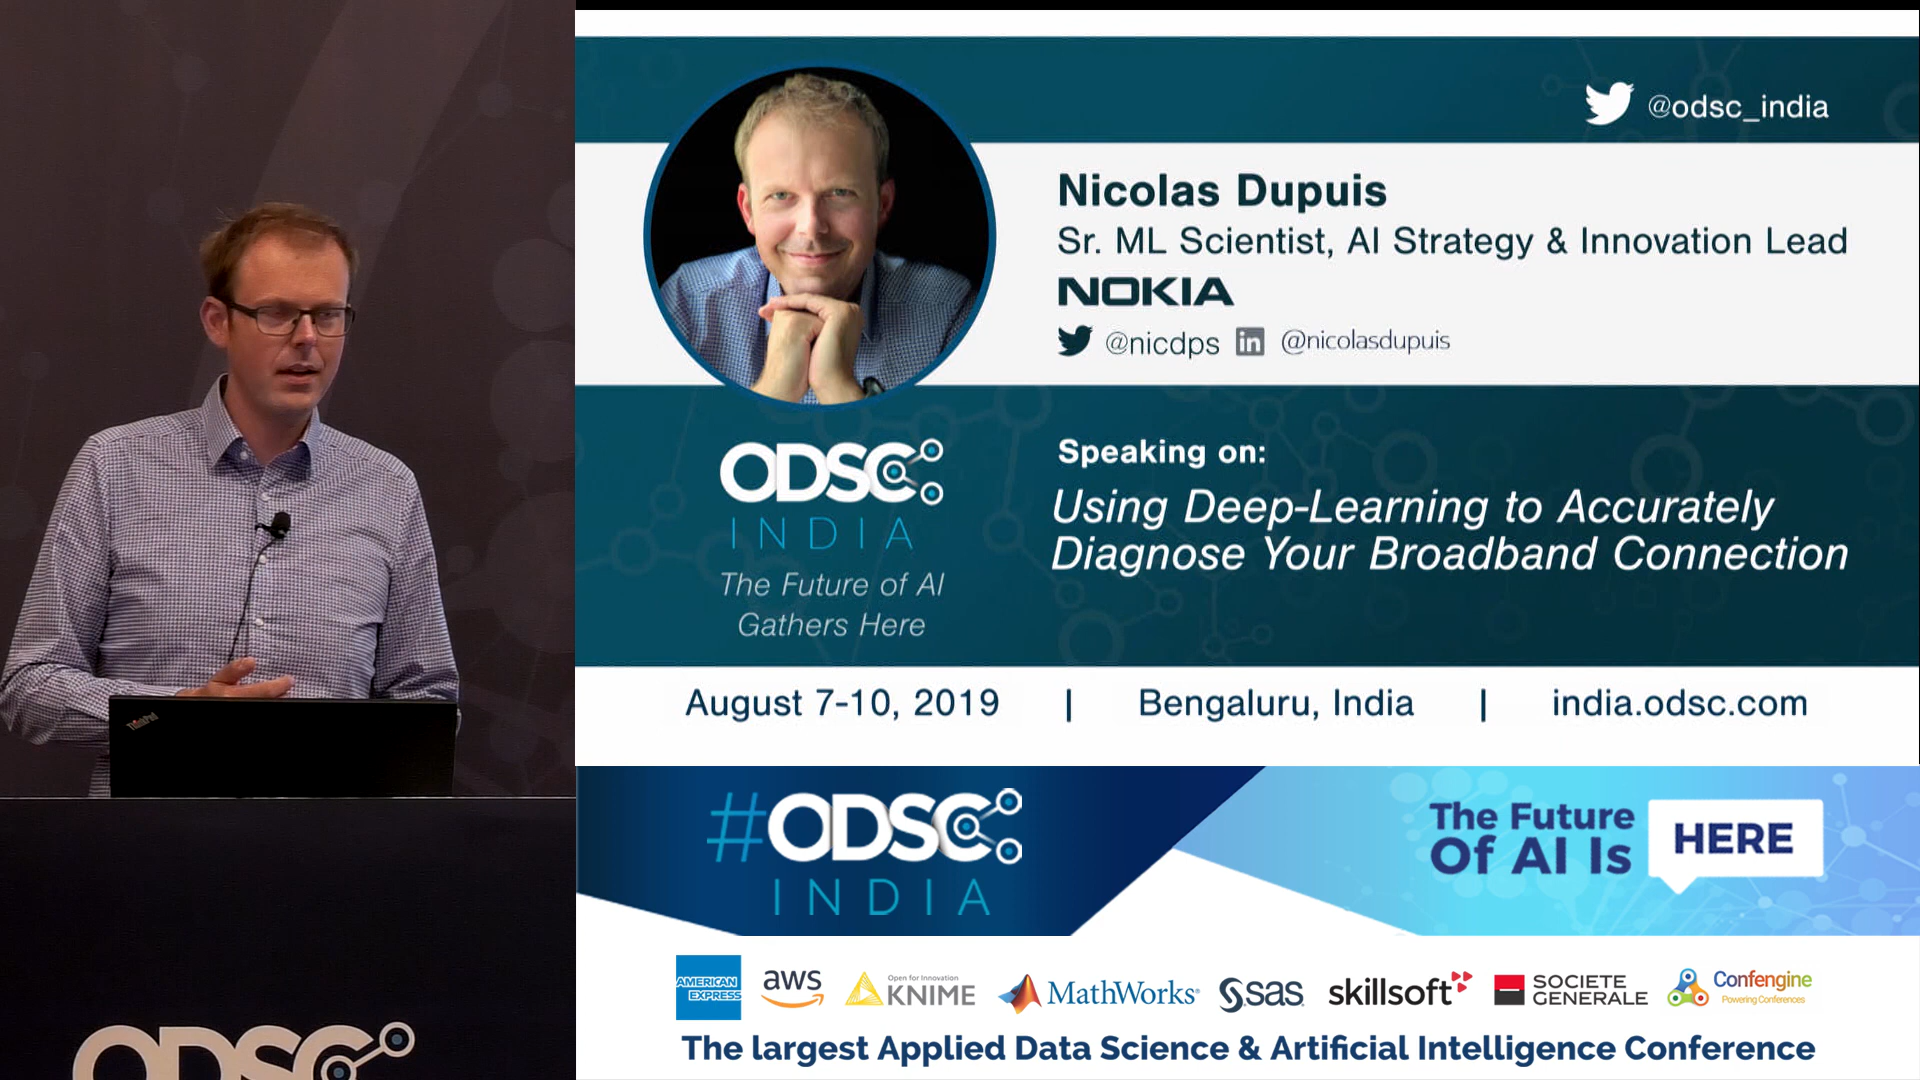 @odsc_india
Nicolas Dupuis
Sr. ML Scientist, AI Strategy & Innovation Lead
NOKIA
@nicdps in @nicolasdupuis
ODSC
INDIA
The Future of AI
Gathers Here
Speaking on:
Using Deep-Learning to Accurately
Diagnose Your Broadband Connection
August 7-10, 2019 | Bengaluru, India | india.odsc.com
#ODSC
INDIA
The Future
Of AI Is
HERE
AMERICAN
EXPRESS
aws
Open for Innovation
KNIME
MathWorks®
sas
skillsoft
SOCIETE
GENERALE
Confengine
Powering Conferences
The largest Applied Data Science & Artificial Intelligence Conference
ThinkPad
ODSC